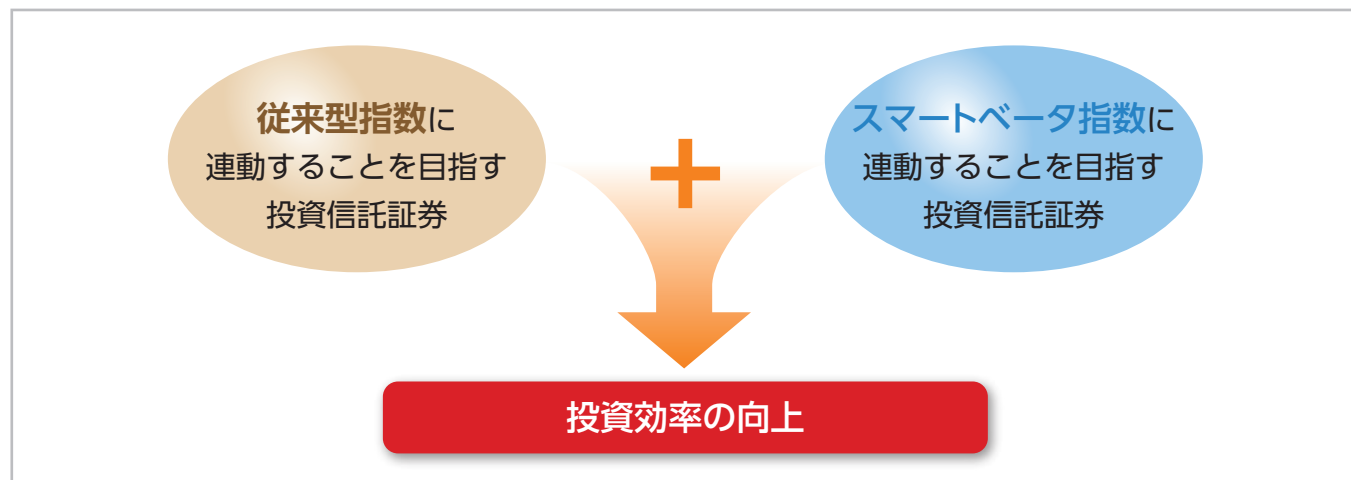 従来型指数に
連動することを目指す
投資信託証券
+
スマートベータ指数に
連動することを目指す
投資信託証券
投資効率の向上